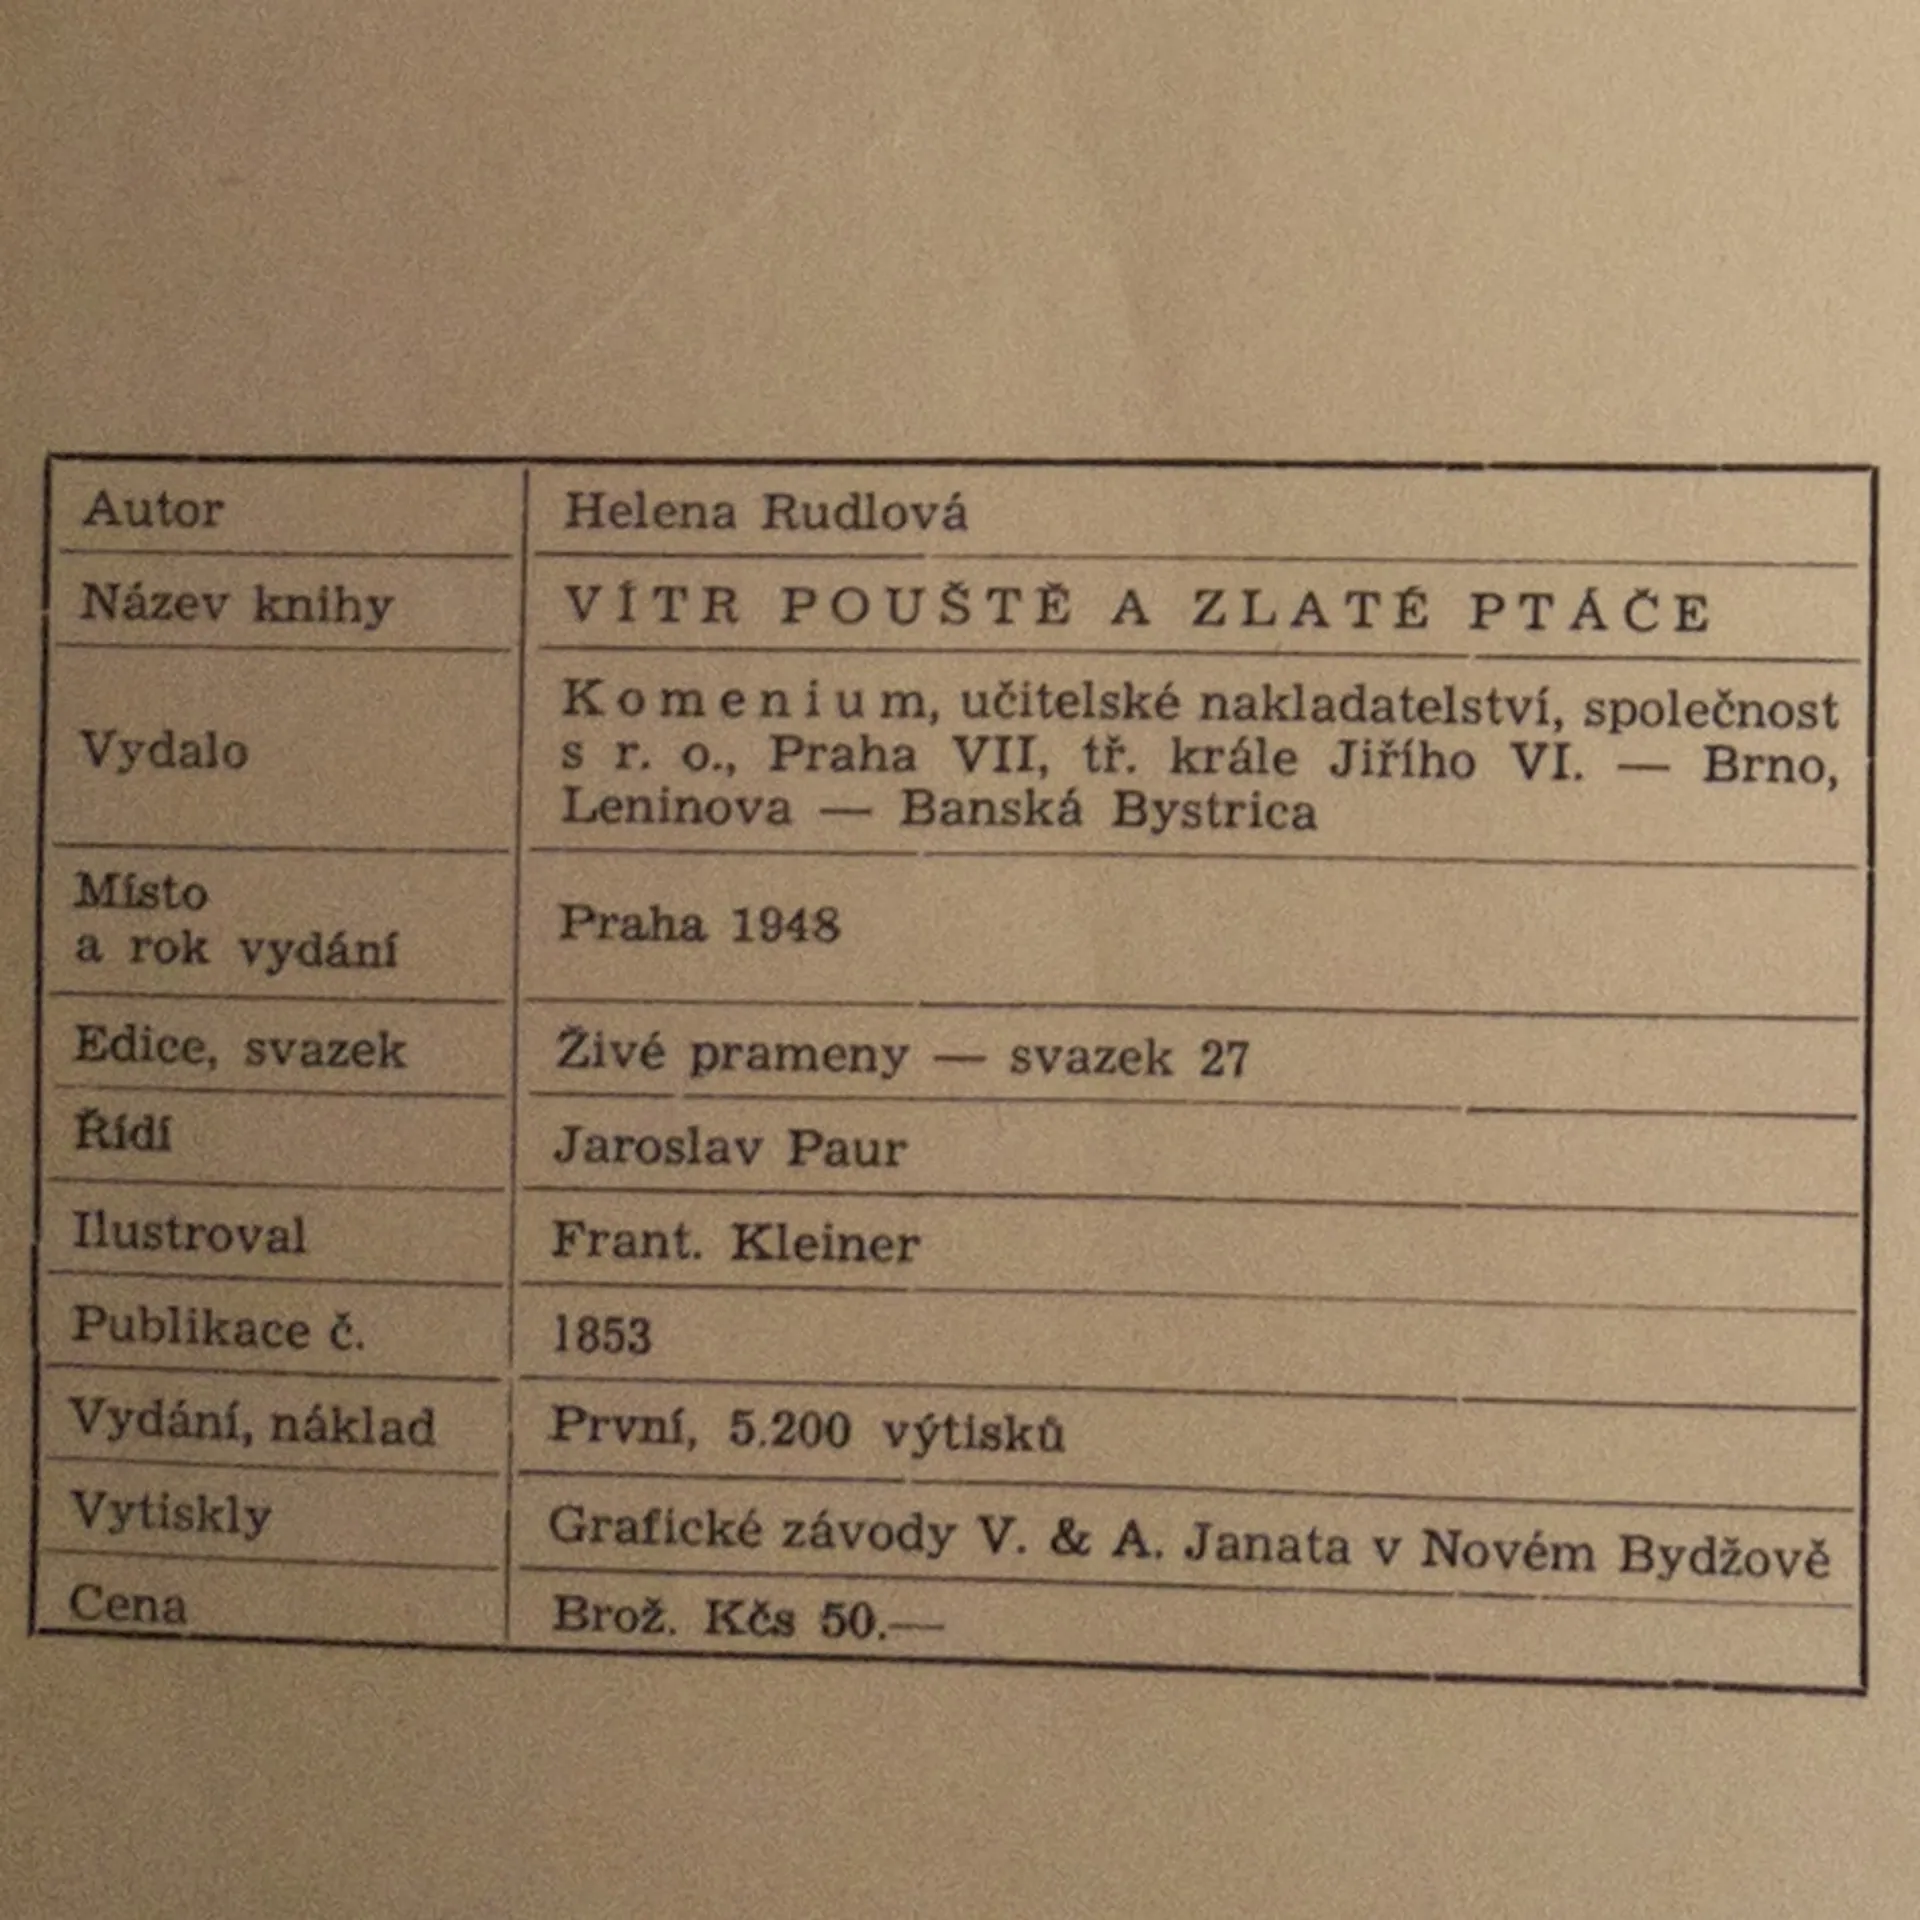 Autor Helena Rudlová
Název knihy VÍTR POUŠTĚ A ZLATÉ PTÁČE
Vydalo Komenium, učitelské nakladatelství, společnost
s r. o., Praha VII, tř. krále Jiřího VI. — Brno,
Leninova — Banská Bystrica
Místo
a rok vydání Praha 1948
Edice, svazek Živé prameny — svazek 27
Řídí Jaroslav Paur
Ilustroval Frant. Kleiner
Publikace č. 1853
Vydání, náklad První, 5.200 výtisků
Vytiskly Grafické závody V. & A. Janata v Novém Bydžově
Cena Brož. Kčs 50.—